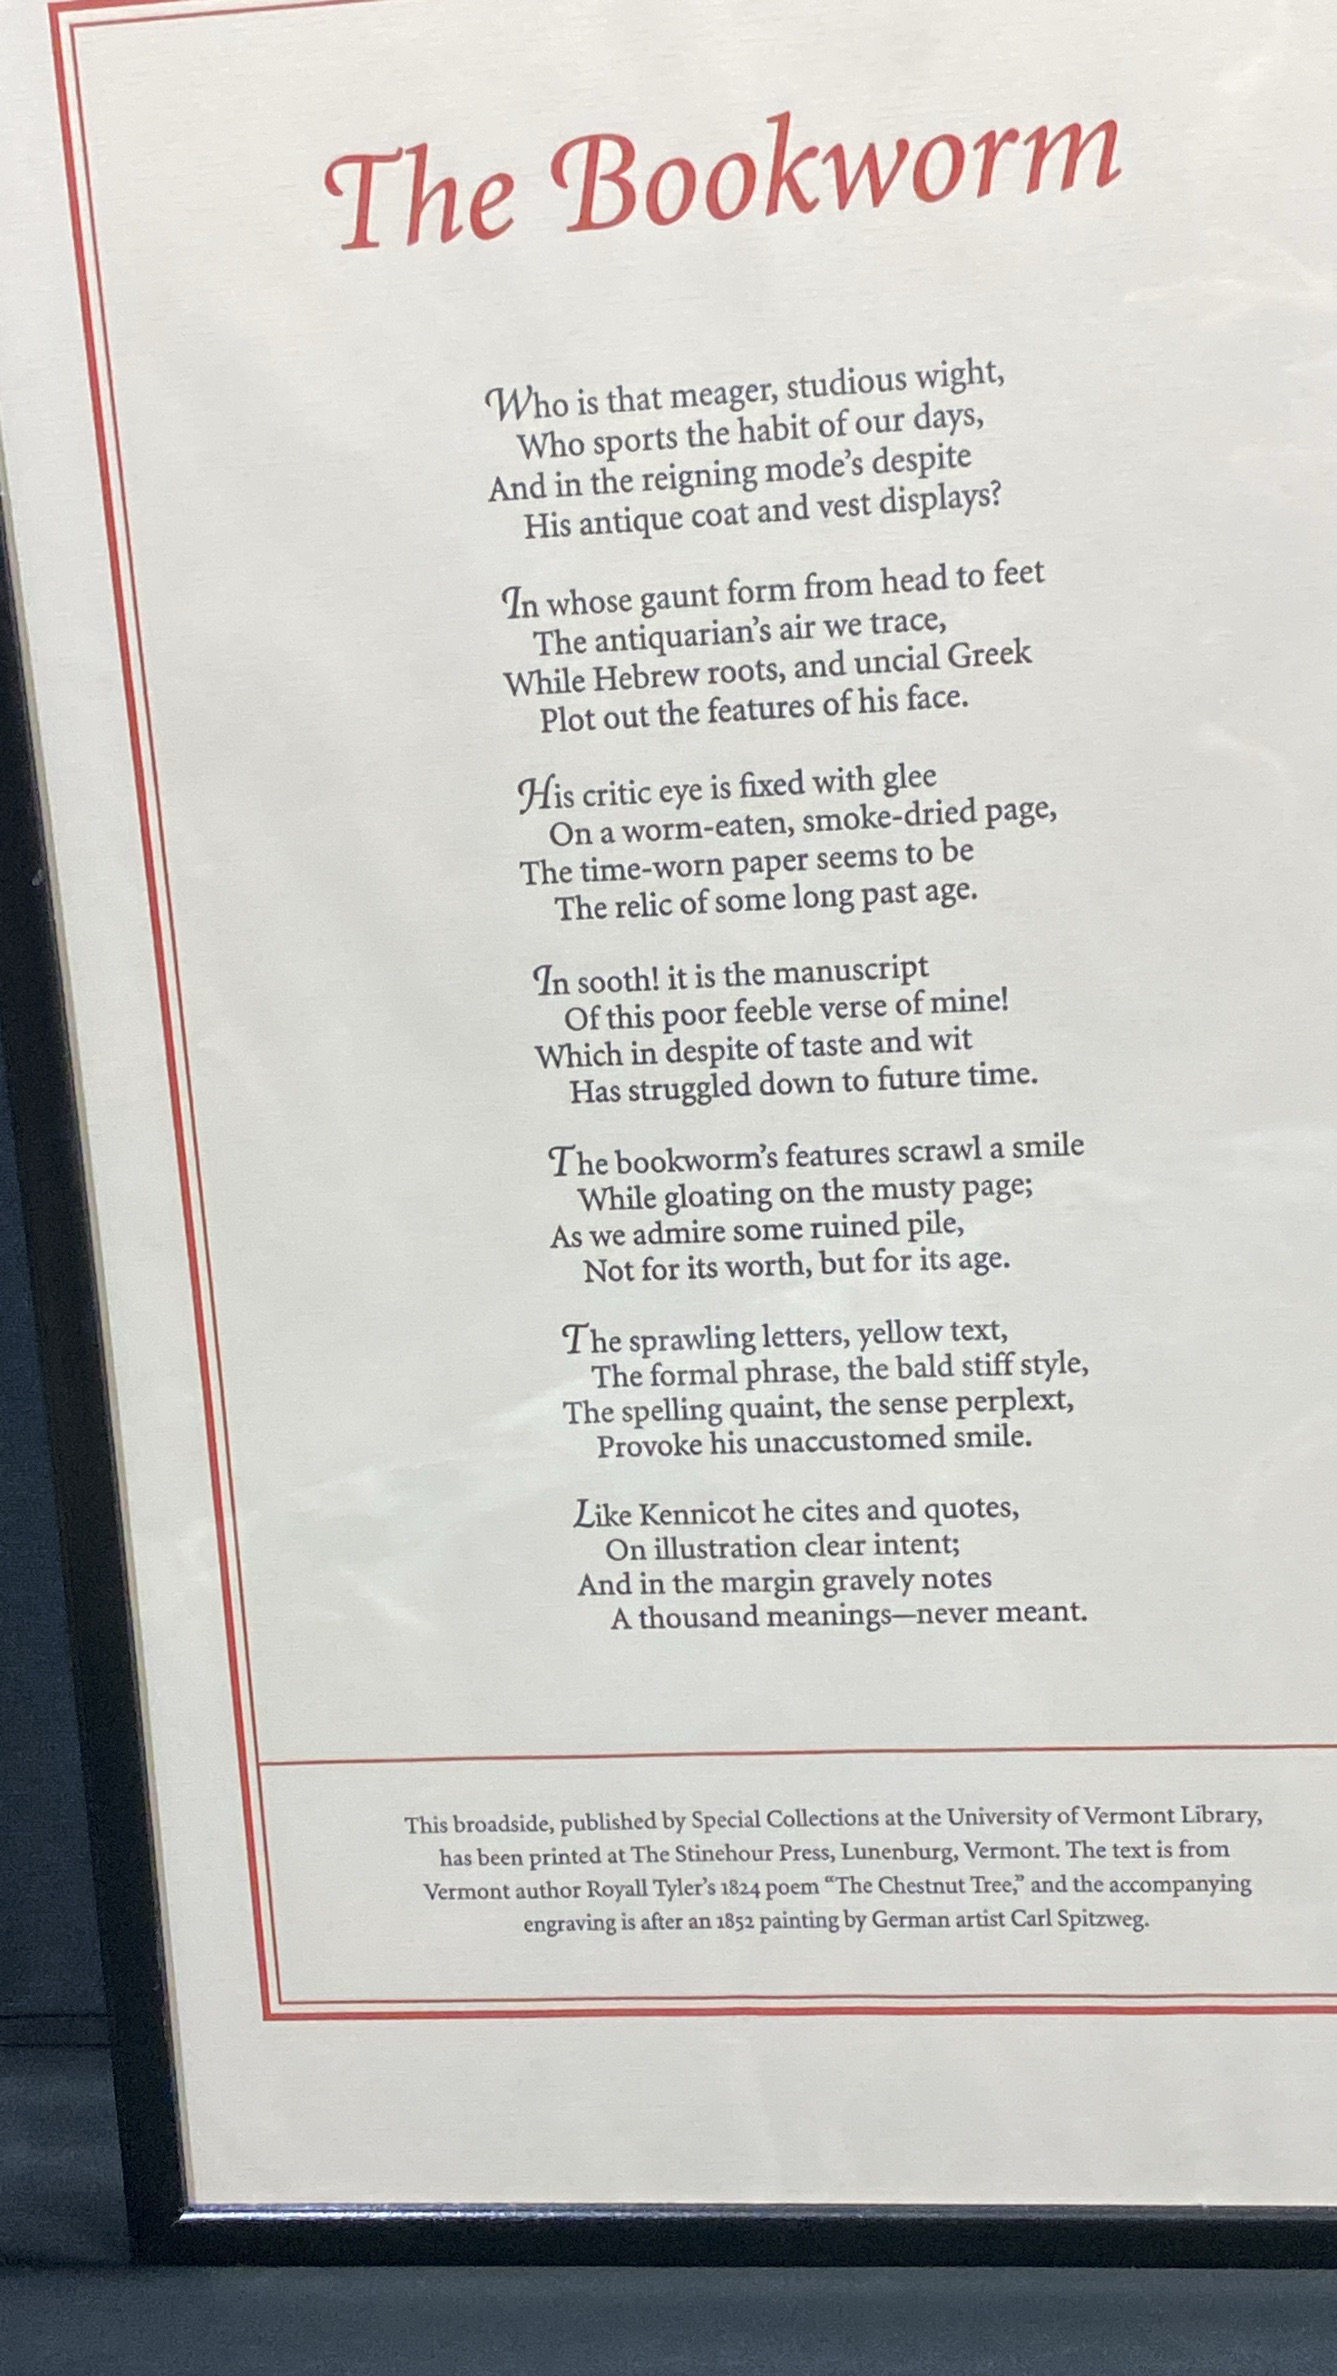 The Bookworm
Who is that meager, studious wight,
Who sports the habit of our days,
And in the reigning mode's despite
His antique coat and vest displays?
In whose gaunt form from head to feet
The antiquarian's air we trace,
While Hebrew roots, and uncial Greek
Plot out the features of his face.
His critic eye is fixed with glee
On a worm-eaten, smoke-dried page,
The time-worn paper seems to be
The relic of some long past age.
In sooth! it is the manuscript
Of this poor feeble verse of mine!
Which in despite of taste and wit
Has struggled down to future time.
The bookworm's features scrawl a smile
While gloating on the musty page;
As we admire some ruined pile,
Not for its worth, but for its age.
The sprawling letters, yellow text,
The formal phrase, the bald stiff style,
The spelling quaint, the sense perplext,
Provoke his unaccustomed smile.
Like Kennicot he cites and quotes,
On illustration clear intent;
And in the margin gravely notes
A thousand meanings—never meant.
This broadside, published by Special Collections at the University of Vermont Library,
has been printed at The Stinehour Press, Lunenburg, Vermont. The text is from
Vermont author Royall Tyler's 1824 poem "The Chestnut Tree," and the accompanying
engraving is after an 1852 painting by German artist Carl Spitzweg.